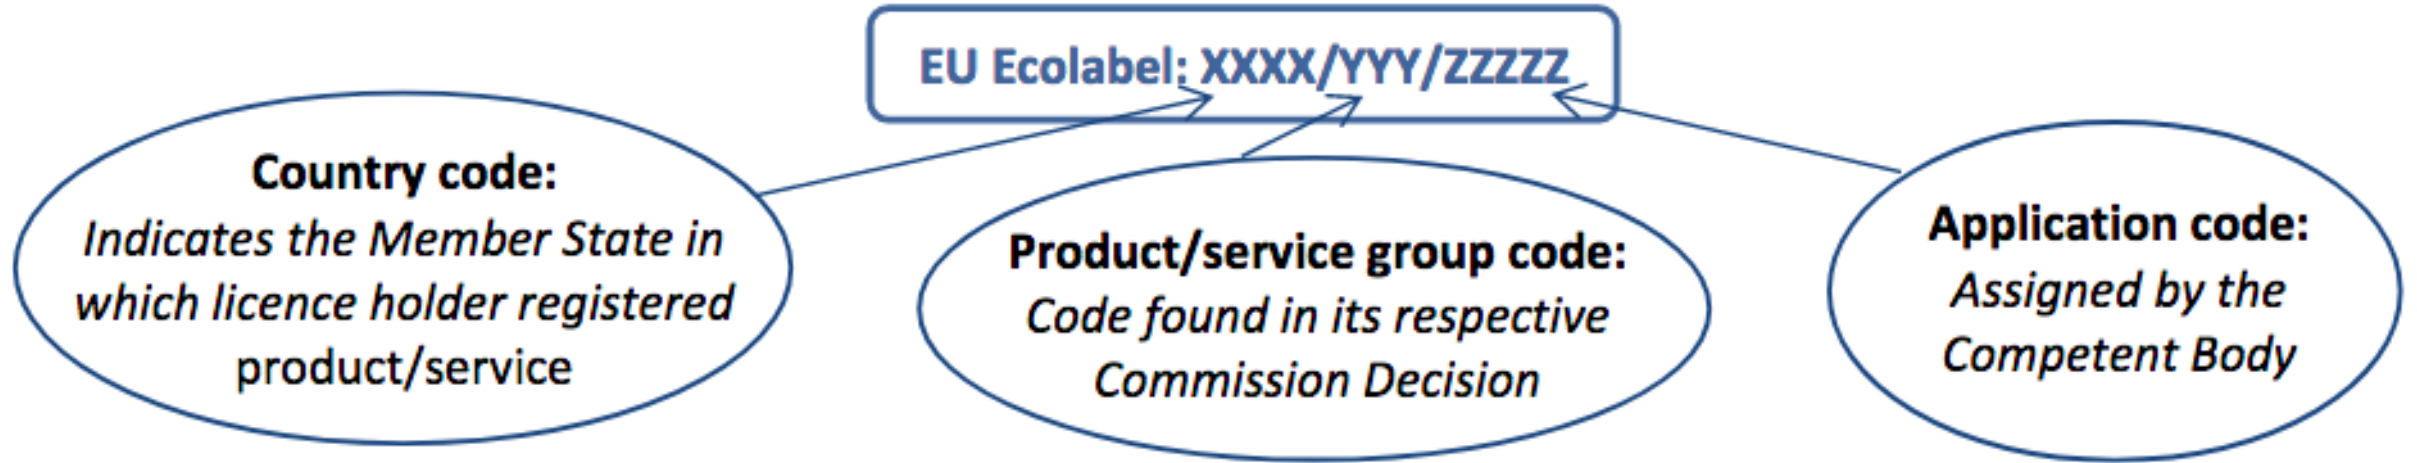 EU Ecolabel: XXXX/YYY/ZZZZZ
Country code:
Indicates the Member State in
which licence holder registered
product/service
Product/service group code:
Code found in its respective
Commission Decision
Application code:
Assigned by the
Competent Body